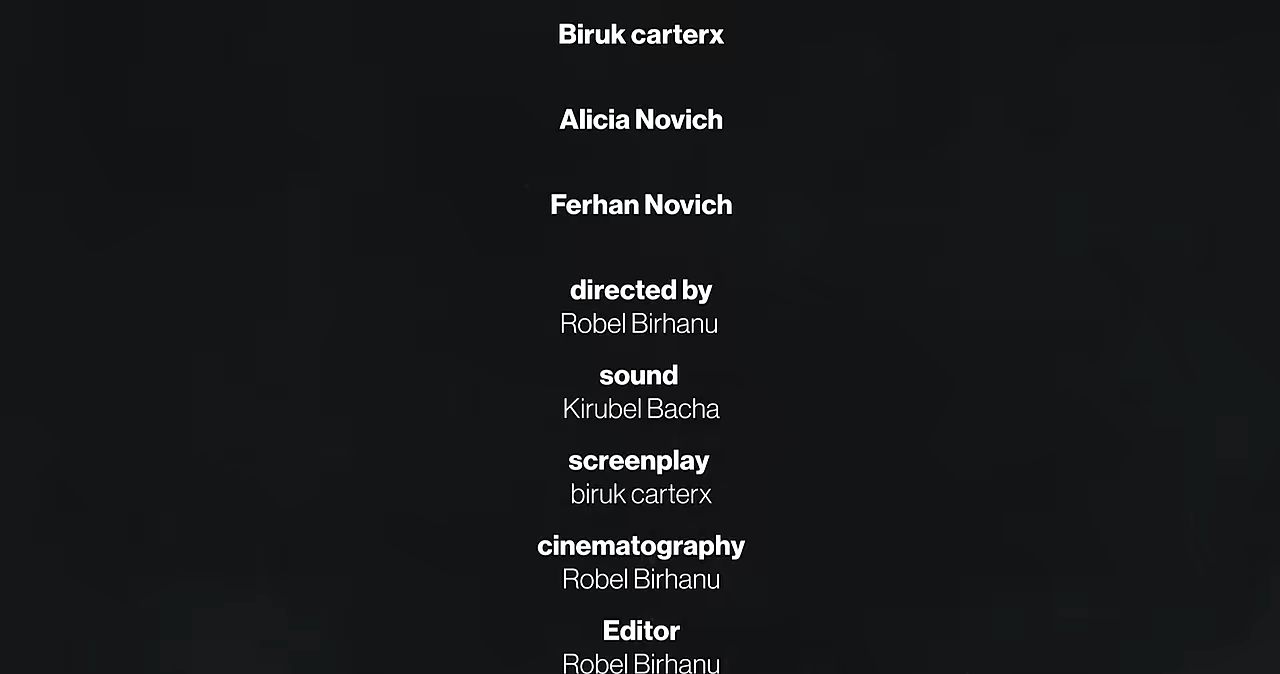 Biruk carterx
Alicia Novich
Ferhan Novich
directed by
Robel Birhanu
sound
Kirubel Bacha
screenplay
biruk carterx
cinematography
Robel Birhanu
Editor
Robel Birhanu